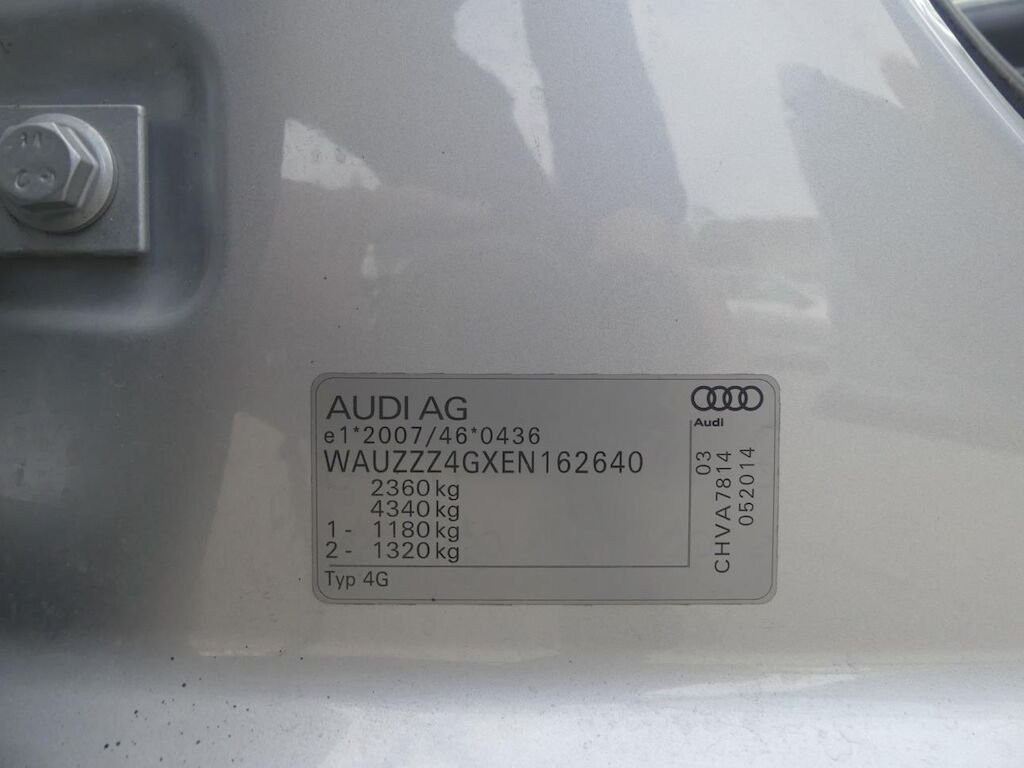 AUDI AG
e1*2007/46*0436
WAUZZZ4GXEN162640
2360 kg
4340 kg
1 - 1180 kg
2 - 1320 kg
Typ 4G
Audi
CHVA7814 03
052014